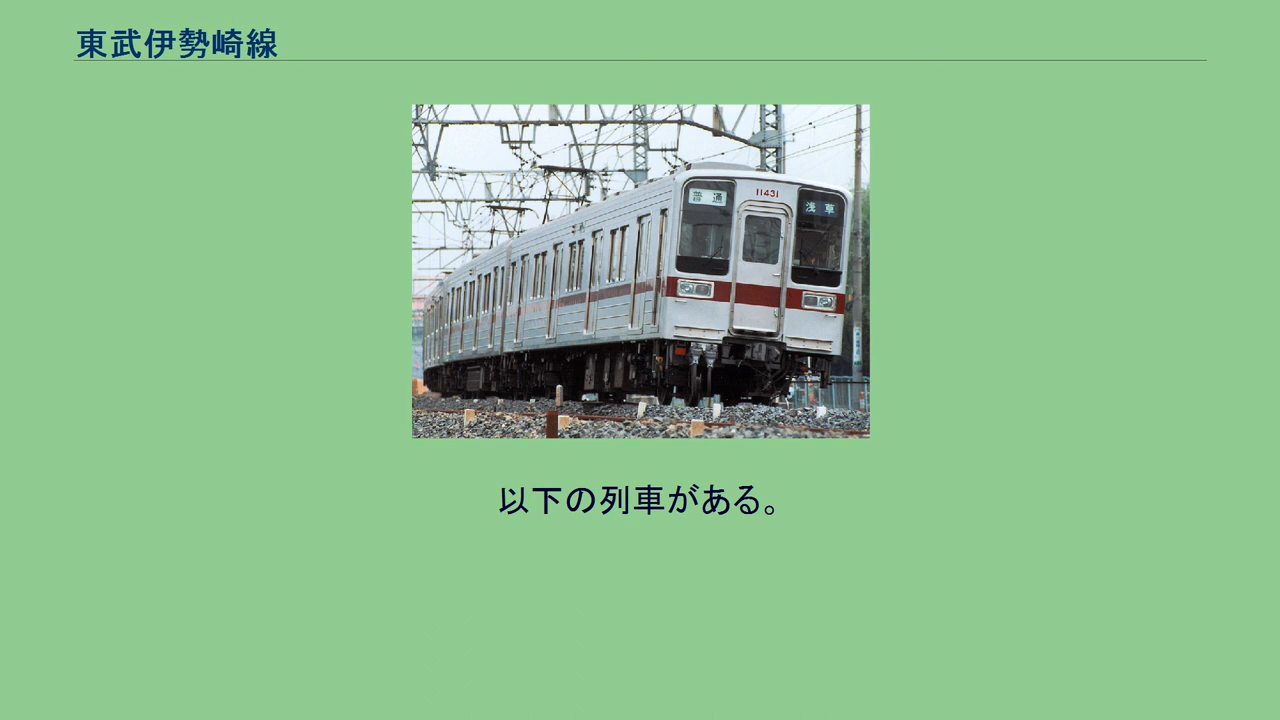 東武伊勢崎線
普通
11431
浅草
以下の列車がある。